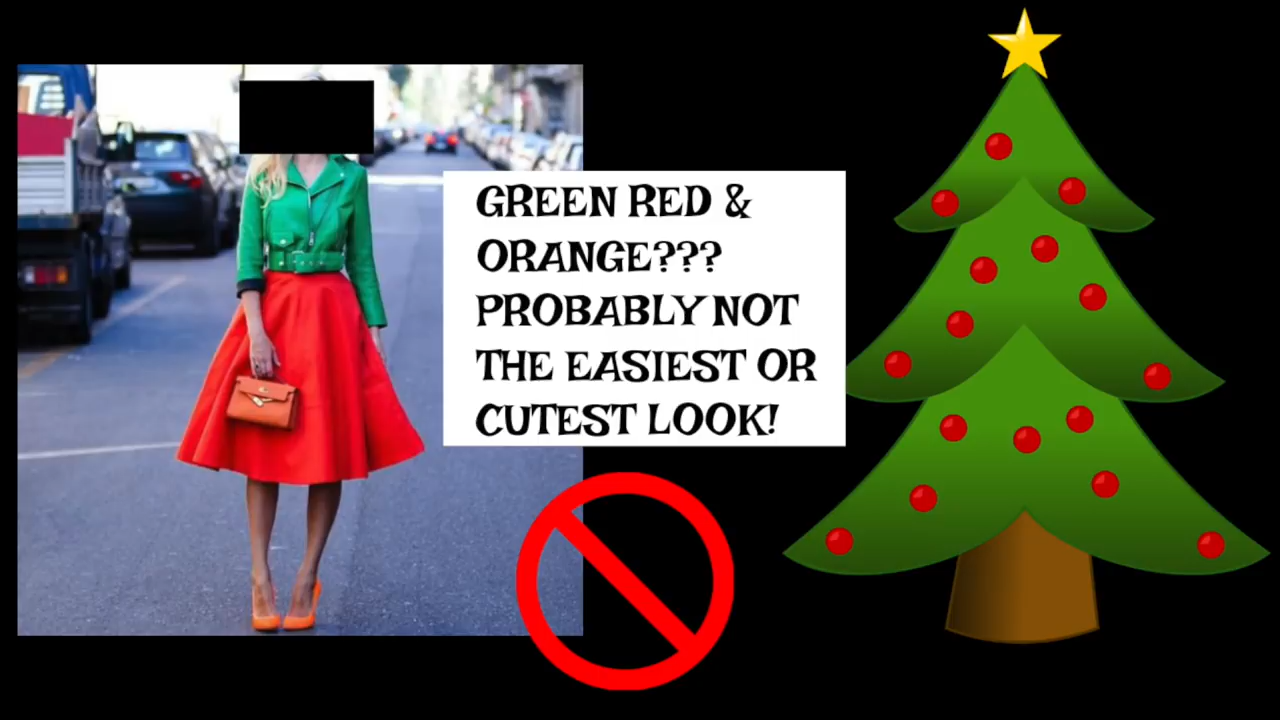 GREEN RED &
ORANGE???
PROBABLY NOT
THE EASIEST OR
CUTEST LOOK!